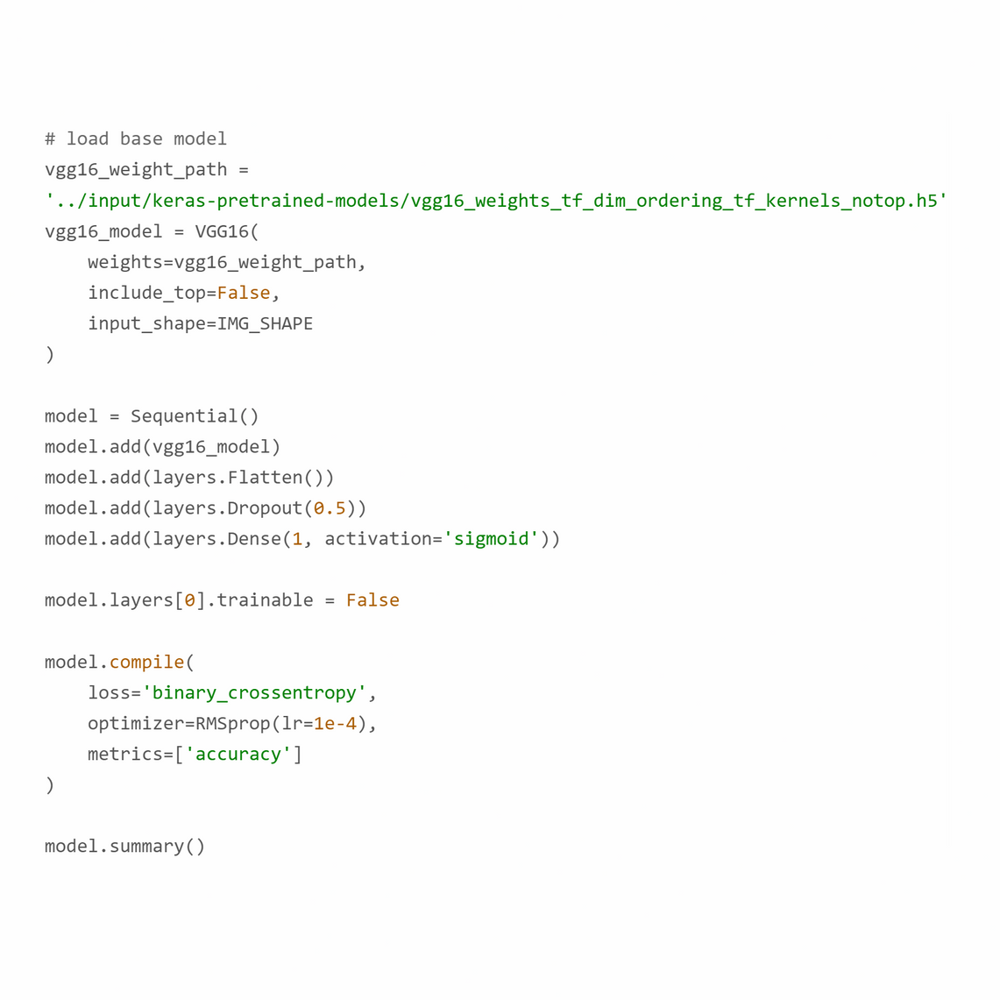 # load base model
vgg16_weight_path =
'../input/keras-pretrained-models/vgg16_weights_tf_dim_ordering_tf_kernels_notop.h5'
vgg16_model = VGG16(
    weights=vgg16_weight_path,
    include_top=False,
    input_shape=IMG_SHAPE
)

model = Sequential()
model.add(vgg16_model)
model.add(layers.Flatten())
model.add(layers.Dropout(0.5))
model.add(layers.Dense(1, activation='sigmoid'))

model.layers[0].trainable = False

model.compile(
    loss='binary_crossentropy',
    optimizer=RMSprop(lr=1e-4),
    metrics=['accuracy']
)

model.summary()